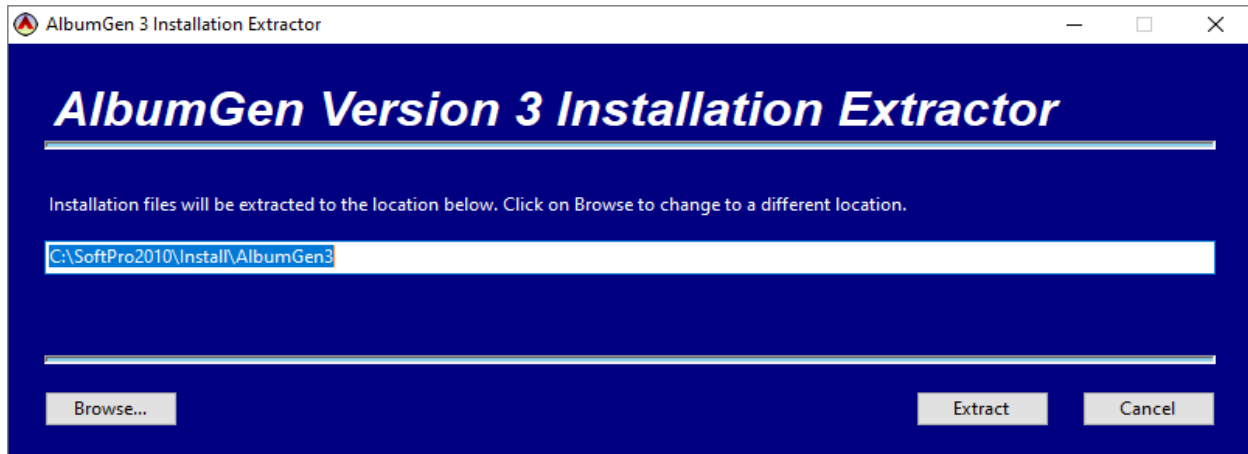 AlbumGen 3 Installation Extractor
AlbumGen Version 3 Installation Extractor
Installation files will be extracted to the location below. Click on Browse to change to a different location.
C:\SoftPro2010\Install\AlbumGen3
Browse...
Extract
Cancel